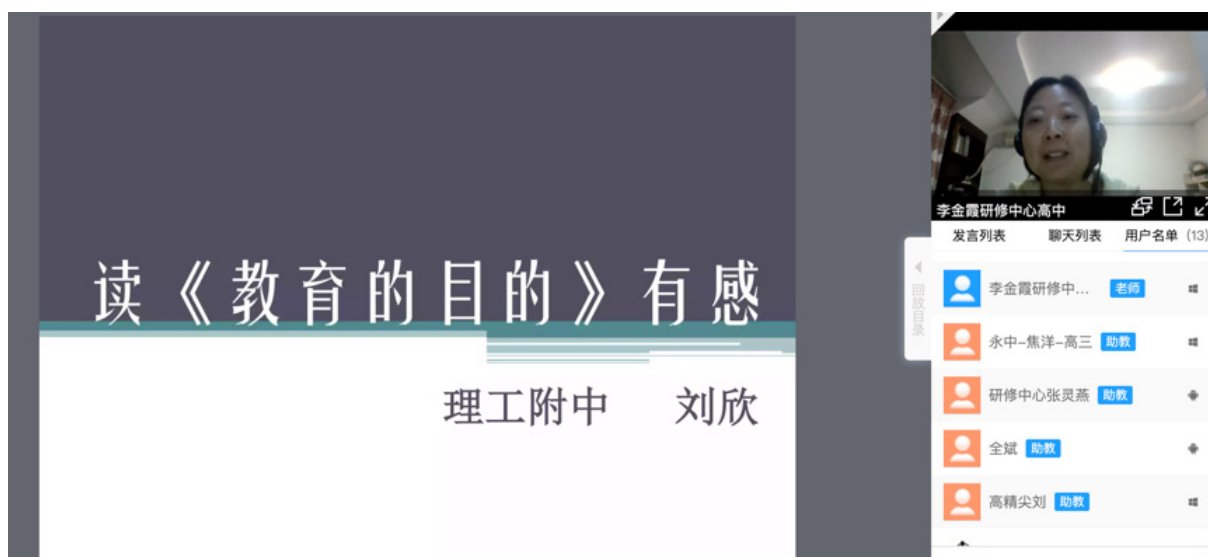 读《教育的目的》有感
理工附中 刘欣
李金霞研修中心高中
发言列表 聊天列表 用户名单 (13)
回放目录
李金霞研修中... 老师
永中-焦洋-高三 助教
研修中心张灵燕 助教
全斌 助教
高精尖刘 助教